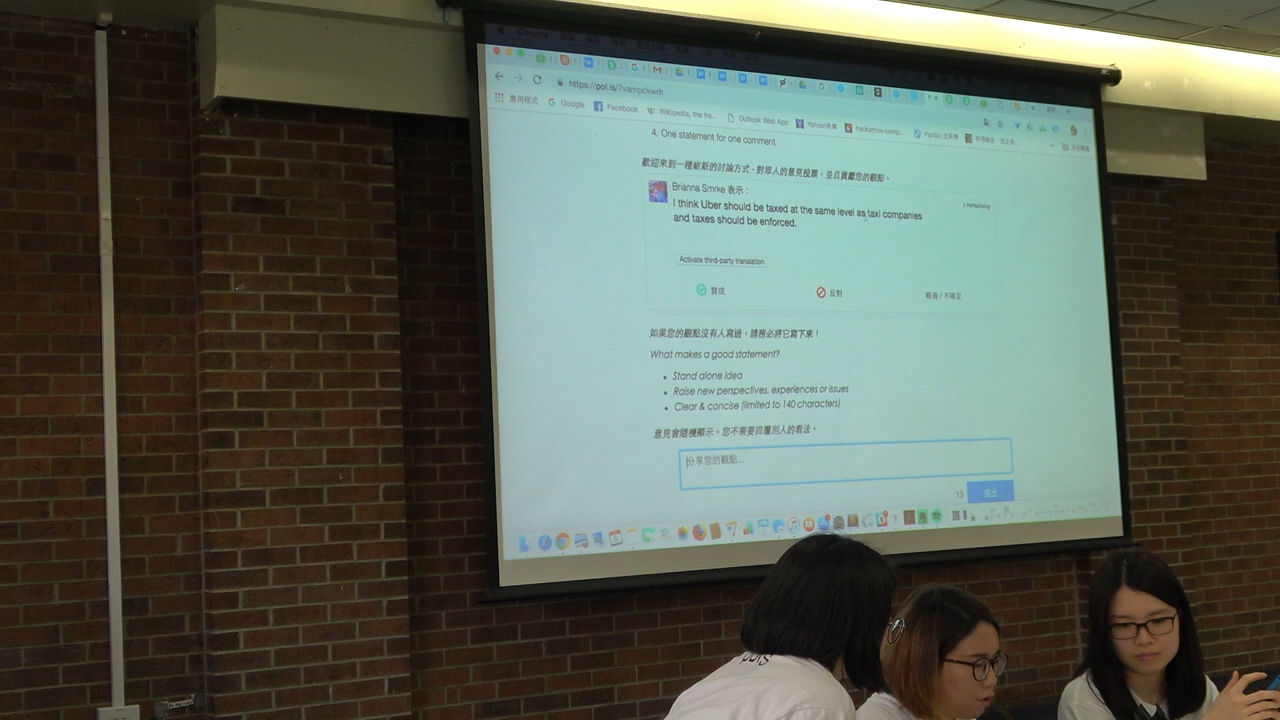 https://pol.is/7vampckwrh
應用程式 Google Facebook Wikipedia, the fre... Outlook Web App Yahoo!奇摩 hackathon-comp...
4. One statement for one comment
歡迎來到一種嶄新的討論方式,對眾人的意見投票,並且貢獻您的觀點。
Brianna Smrke 表示:
remaining
I think Uber should be taxed at the same level as taxi companies
and taxes should be enforced.
Activate third-party translation
贊成 反對 略過 / 不確定
如果您的觀點沒有人寫過,請務必將它寫下來!
What makes a good statement?
• Stand alone idea
• Raise new perspectives, experiences or issues
• Clear & concise (limited to 140 characters)
意見會隨機顯示。您不需要回覆別人的看法。
分享您的觀點...
13 提出